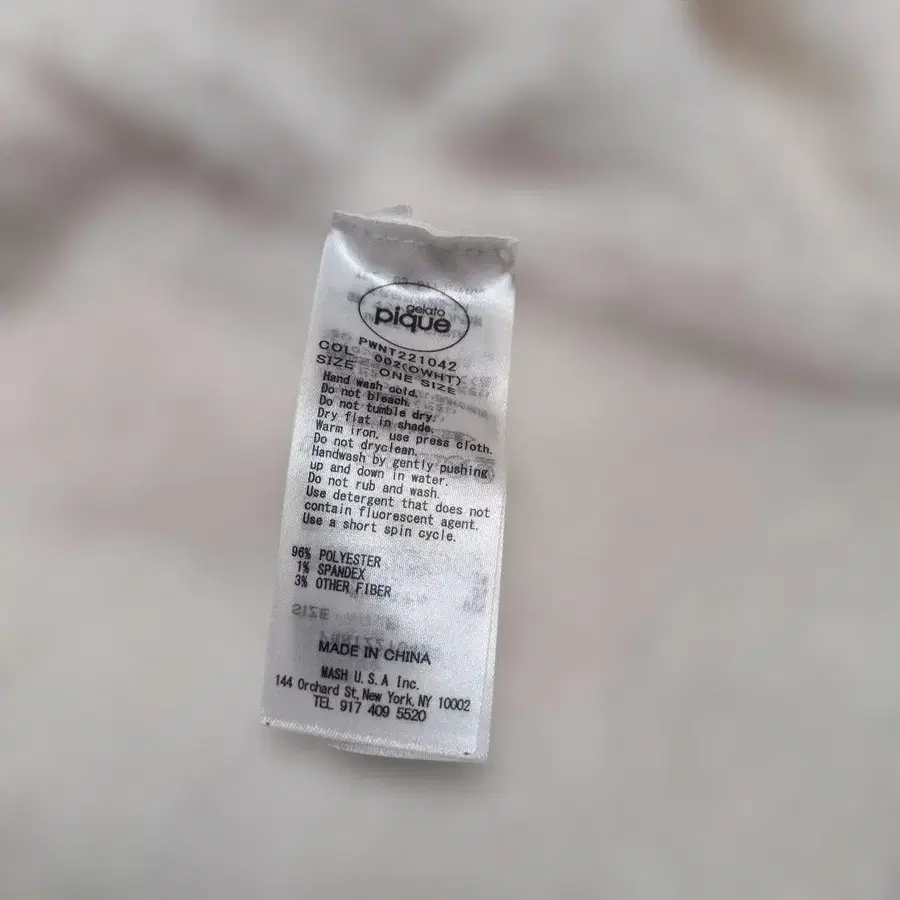 gelato
pique
PWNT221042
COL 002(OWHT)
SIZE ONE SIZE
Hand wash cold.
Do not bleach.
Do not tumble dry.
Dry flat in shade.
Warm iron, use press cloth.
Do not dryclean.
Handwash by gently pushing
up and down in water.
Do not rub and wash.
Use detergent that does not
contain fluorescent agent.
Use a short spin cycle.
96% POLYESTER
1% SPANDEX
3% OTHER FIBER
MADE IN CHINA
MASH U.S.A Inc.
144 Orchard St, New York, NY 10002
TEL 917 409 5520